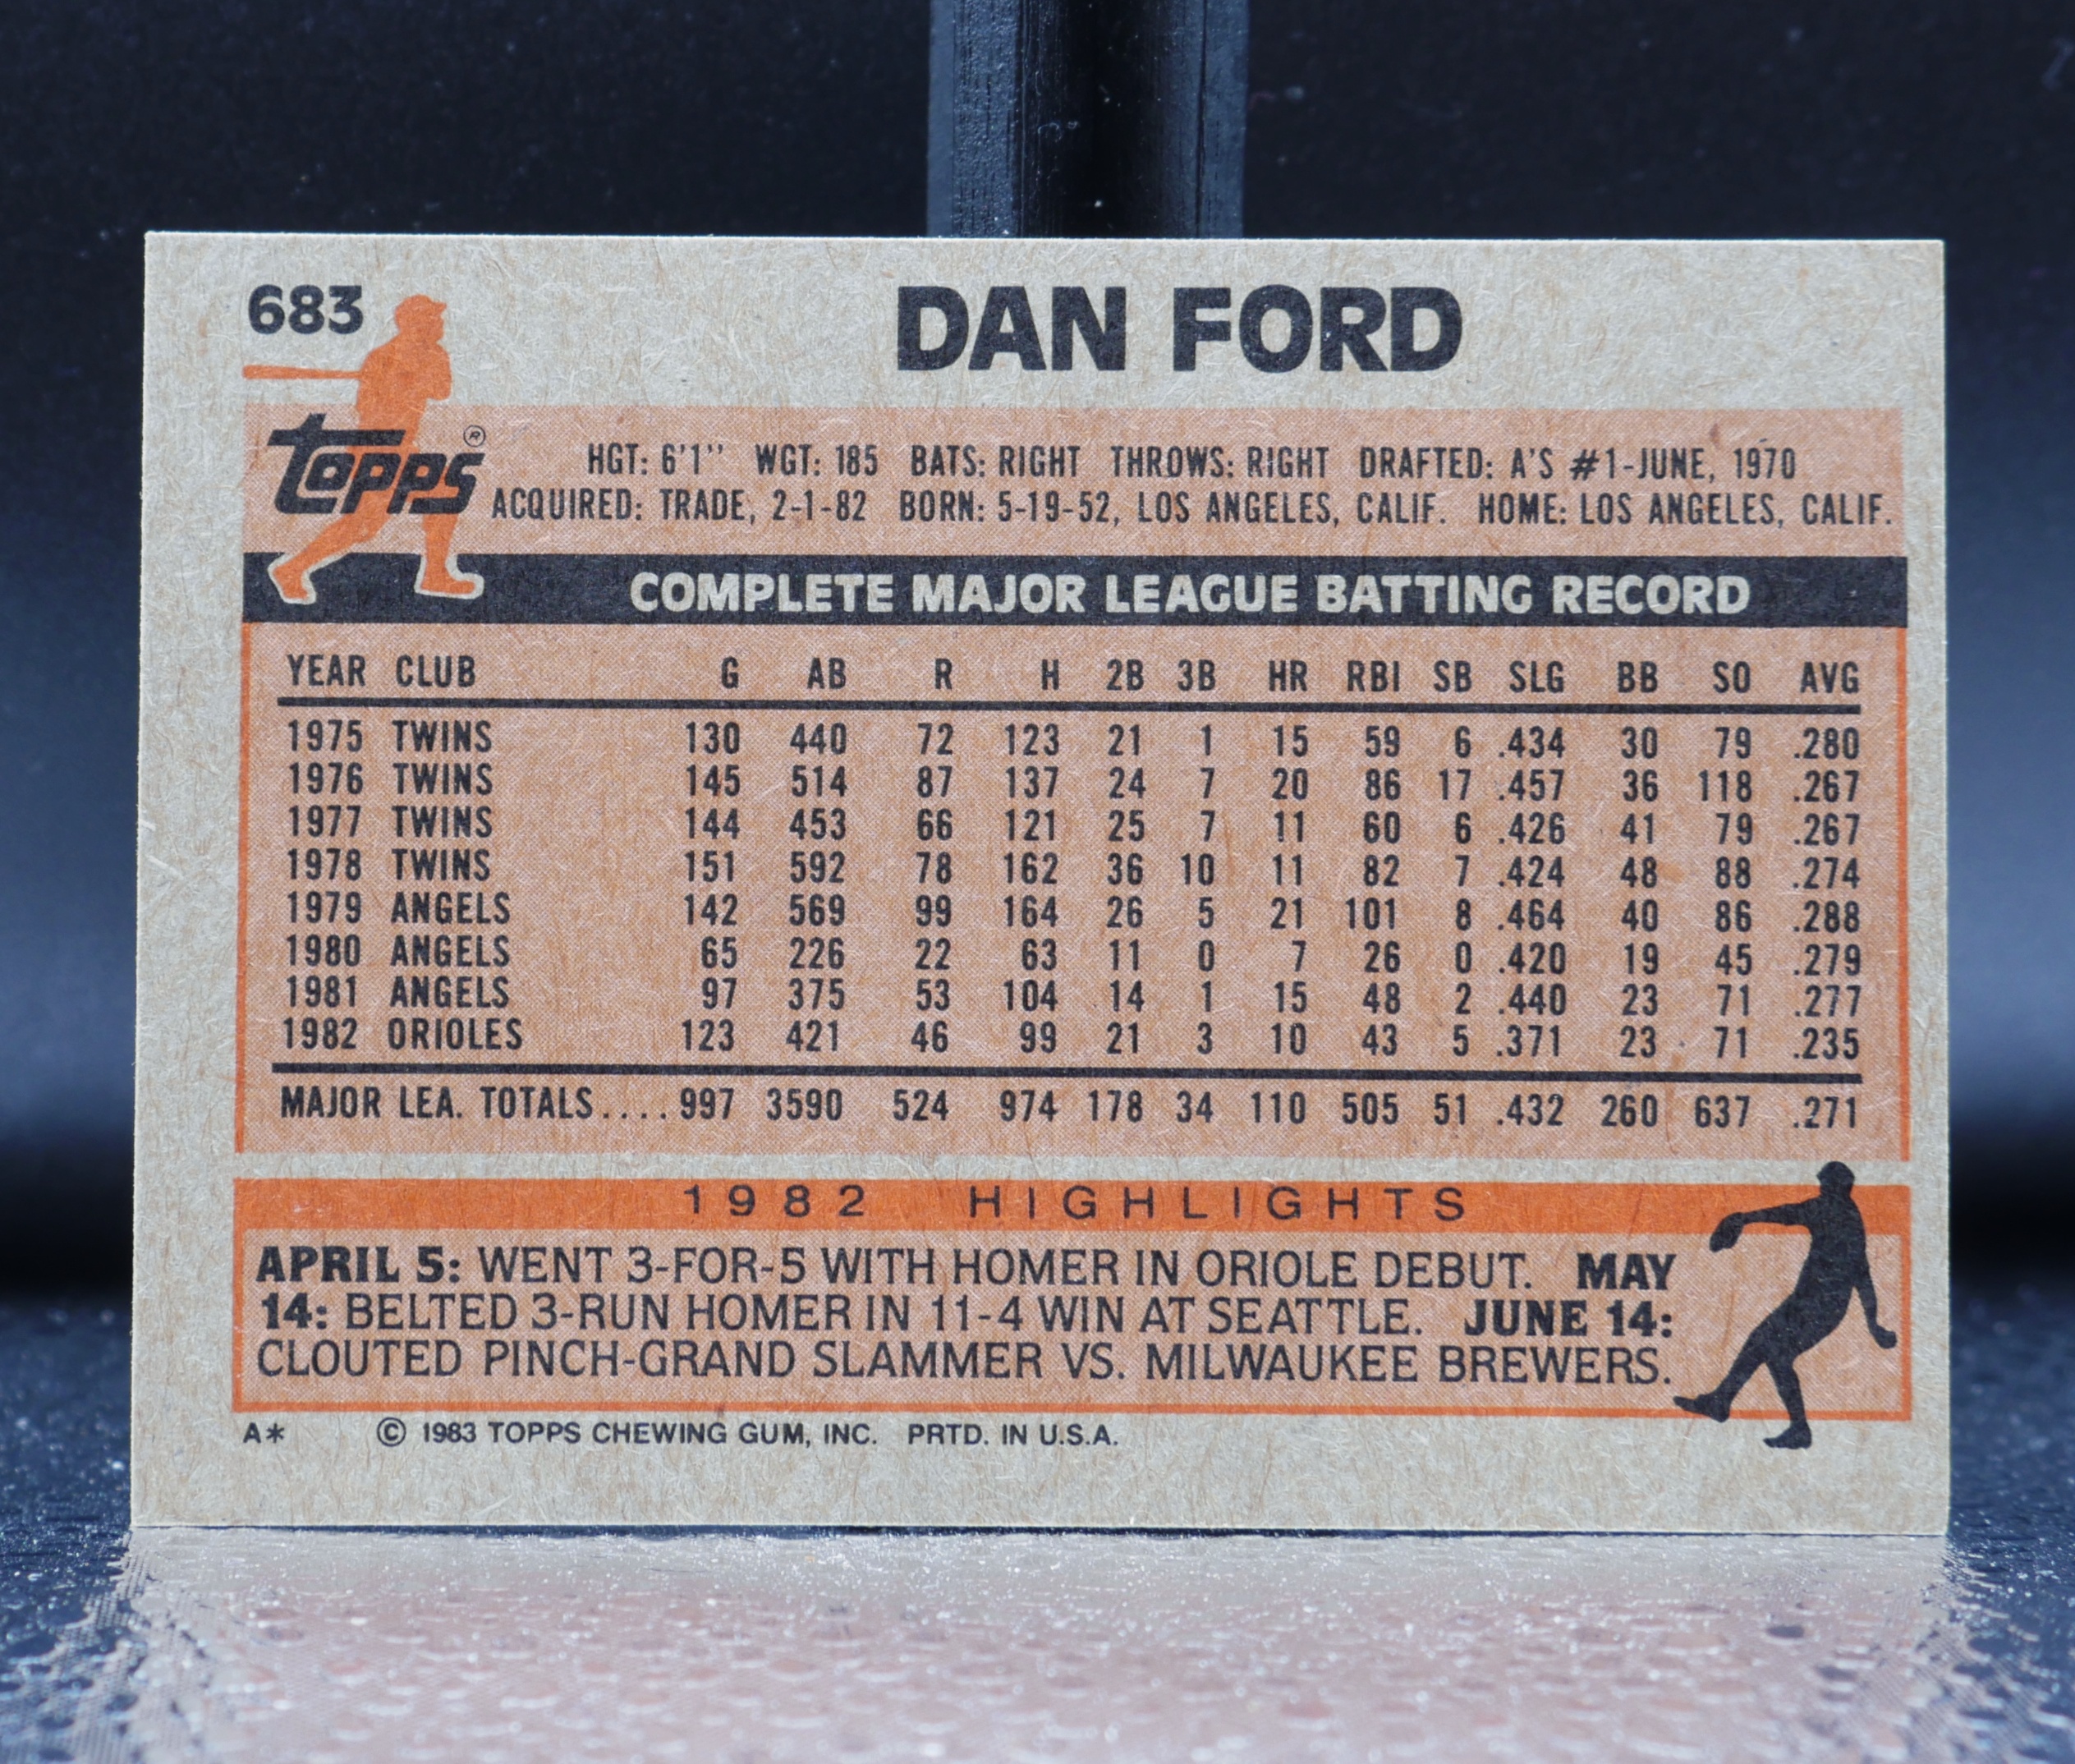 683
DAN FORD
Topps®
HGT: 6'1" WGT: 185 BATS: RIGHT THROWS: RIGHT DRAFTED: A'S #1-JUNE, 1970
ACQUIRED: TRADE, 2-1-82 BORN: 5-19-52, LOS ANGELES, CALIF. HOME: LOS ANGELES, CALIF.
COMPLETE MAJOR LEAGUE BATTING RECORD
YEAR CLUB G AB R H 2B 3B HR RBI SB SLG BB SO AVG
1975 TWINS 130 440 72 123 21 1 15 59 6 .434 30 79 .280
1976 TWINS 145 514 87 137 24 7 20 86 17 .457 36 118 .267
1977 TWINS 144 453 66 121 25 7 11 60 6 .426 41 79 .267
1978 TWINS 151 592 78 162 36 10 11 82 7 .424 48 88 .274
1979 ANGELS 142 569 99 164 26 5 21 101 8 .464 40 86 .288
1980 ANGELS 65 226 22 63 11 0 7 26 0 .420 19 45 .279
1981 ANGELS 97 375 53 104 14 1 15 48 2 .440 23 71 .277
1982 ORIOLES 123 421 46 99 21 3 10 43 5 .371 23 71 .235
MAJOR LEA. TOTALS.... 997 3590 524 974 178 34 110 505 51 .432 260 637 .271
1982 HIGHLIGHTS
APRIL 5: WENT 3-FOR-5 WITH HOMER IN ORIOLE DEBUT. MAY
14: BELTED 3-RUN HOMER IN 11-4 WIN AT SEATTLE. JUNE 14:
CLOUTED PINCH-GRAND SLAMMER VS. MILWAUKEE BREWERS.
A* © 1983 TOPPS CHEWING GUM, INC. PRTD. IN U.S.A.